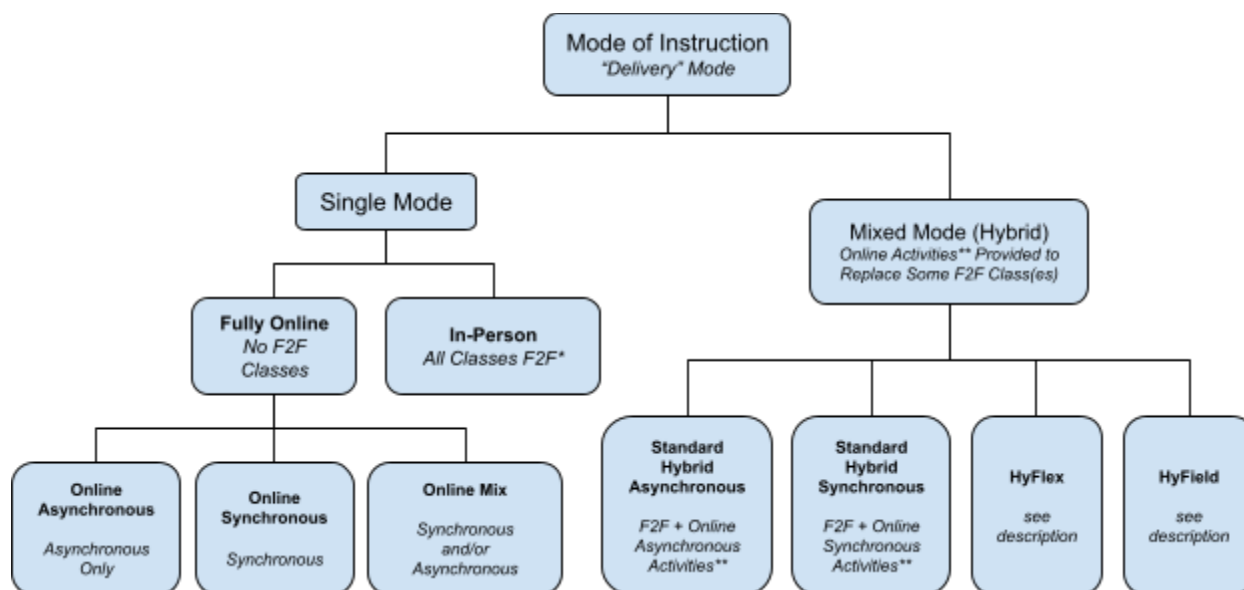 Mode of Instruction
“Delivery” Mode
Single Mode
Mixed Mode (Hybrid)
Online Activities** Provided to
Replace Some F2F Class(es)
Fully Online
No F2F
Classes
In-Person
All Classes F2F*
Online
Asynchronous
Asynchronous
Only
Online
Synchronous
Synchronous
Online Mix
Synchronous
and/or
Asynchronous
Standard
Hybrid
Asynchronous
F2F + Online
Asynchronous
Activities**
Standard
Hybrid
Synchronous
F2F + Online
Synchronous
Activities**
HyFlex
see
description
HyField
see
description